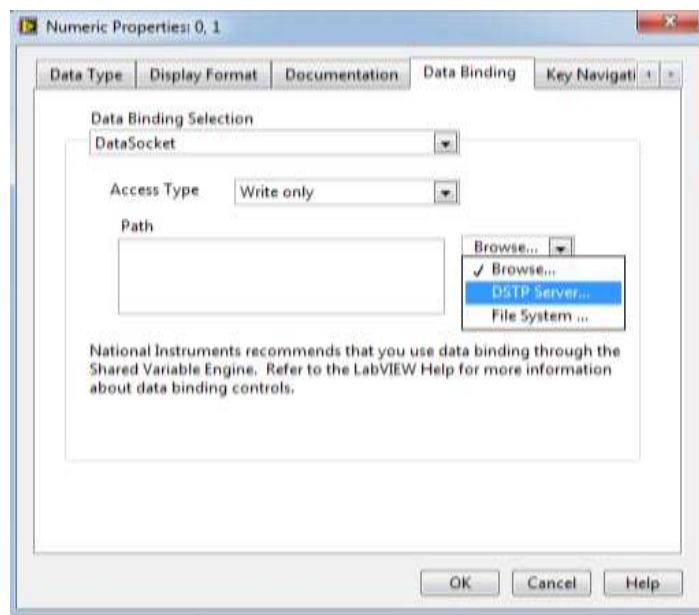 Numeric Properties: 0, 1
Data Type Display Format Documentation Data Binding Key Navigati
Data Binding Selection
DataSocket
Access Type Write only
Path
Browse...
✓ Browse...
DSTP Server...
File System ...
National Instruments recommends that you use data binding through the
Shared Variable Engine. Refer to the LabVIEW Help for more information
about data binding controls.
OK Cancel Help